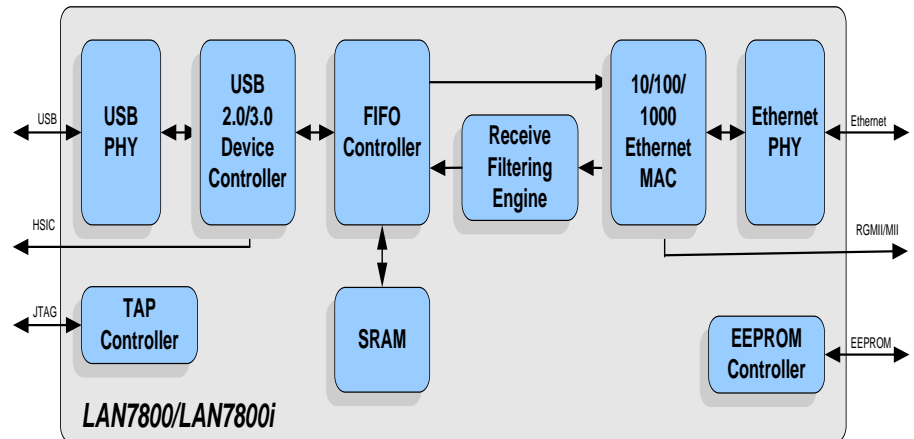 USB
USB
PHY
USB
2.0/3.0
Device
Controller
FIFO
Controller
Receive
Filtering
Engine
10/100/
1000
Ethernet
MAC
Ethernet
PHY
Ethernet
HSIC
RGMII/MII
JTAG
TAP
Controller
SRAM
EEPROM
Controller
EEPROM
LAN7800/LAN7800i